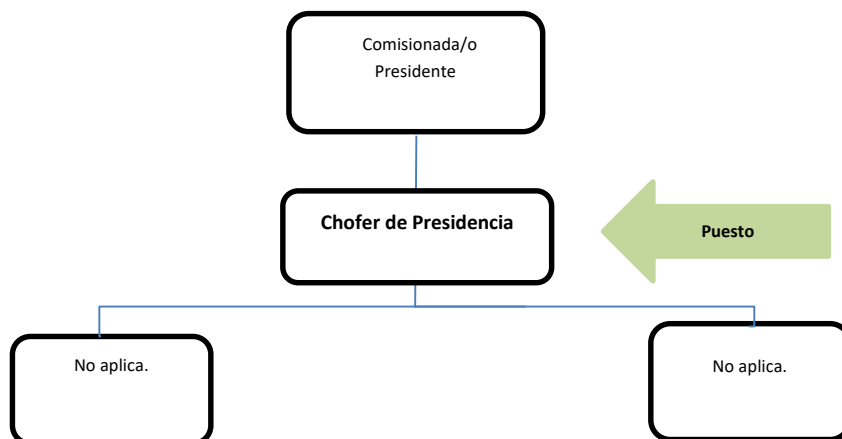 Comisionada/o
Presidente
Chofer de Presidencia
Puesto
No aplica.
No aplica.